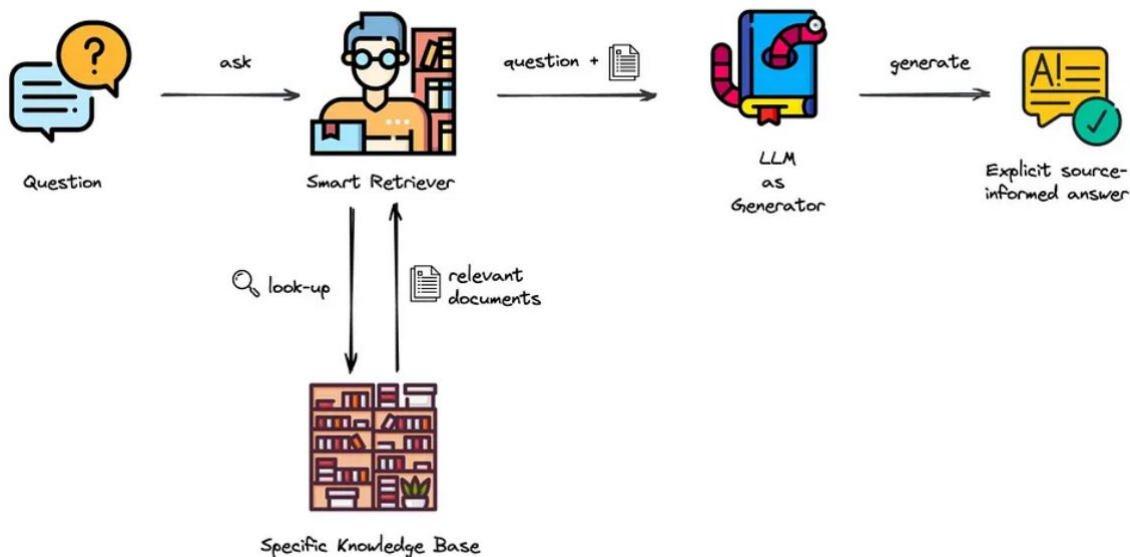 ?
ask
question +
generate
A!
Question
Smart Retriever
LLM
as
Generator
Explicit source-
informed answer
look-up
relevant
documents
Specific Knowledge Base